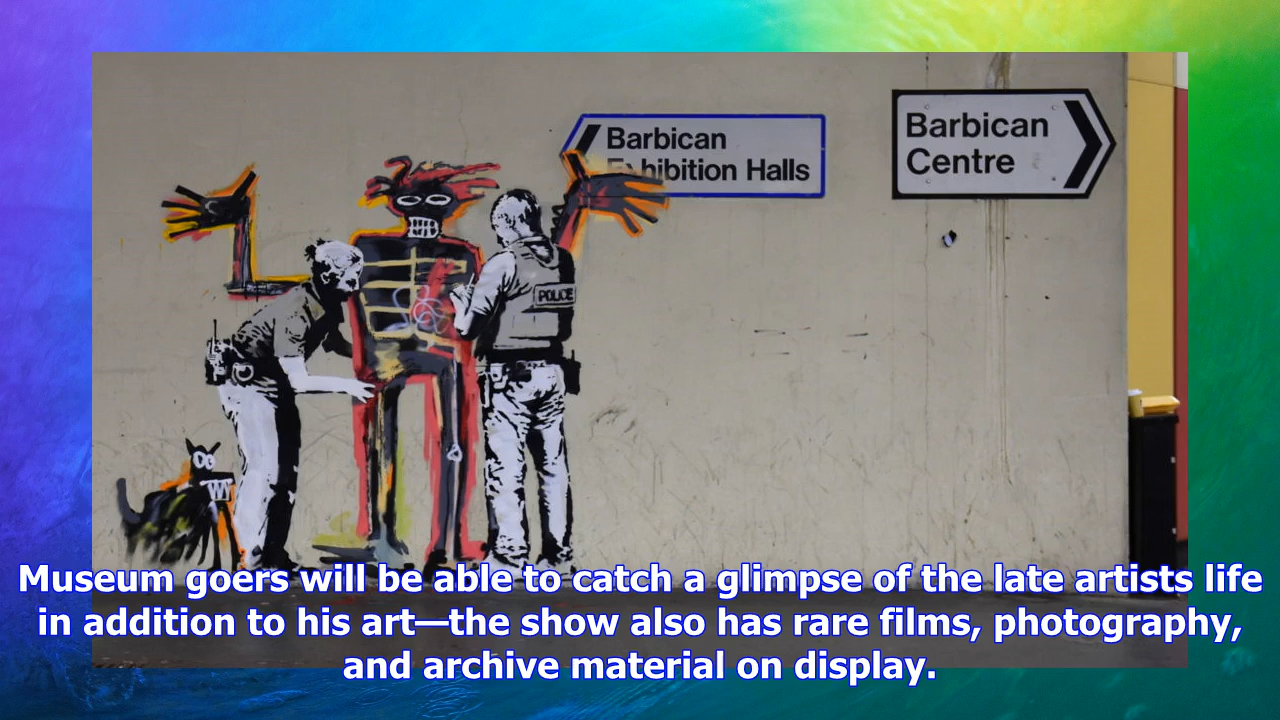 Barbican
Exhibition Halls
Barbican
Centre
POLICE
Museum goers will be able to catch a glimpse of the late artists life
in addition to his art—the show also has rare films, photography,
and archive material on display.